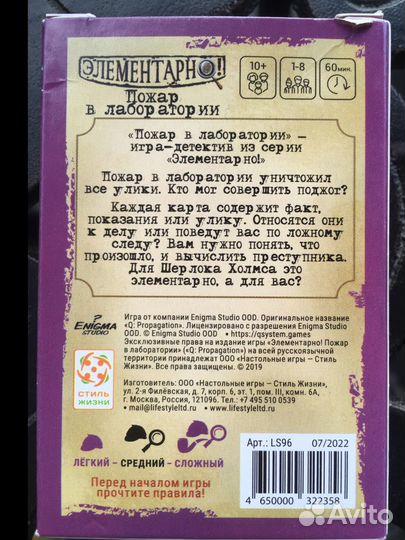 ЭЛЕМЕНТАРНО!
Пожар
в лаборатории
10+
1-8
60мин.
«Пожар в лаборатории» –
игра-детектив из серии
«Элементарно!»
Пожар в лаборатории уничтожил
все улики. Кто мог совершить поджог?
Каждая карта содержит факт,
показания или улику. Относятся они
к делу или поведут вас по ложному
следу? Вам нужно понять, что
произошло, и вычислить преступника.
Для Шерлока Холмса это
элементарно, а для вас?
ENIGMA
STUDIO
Игра от компании Enigma Studio OOD. Оригинальное название
«Q: Propagation». Лицензировано с разрешения Enigma Studio
OOD. © Enigma Studio OOD. https://qsystem.games
Эксклюзивные права на издание игры «Элементарно! Пожар
в лаборатории» («Q: Propagation») на всей русскоязычной
территории принадлежат ООО «Настольные игры — Стиль
Жизни». Все права защищены. © 2019
СТИЛЬ
ЖИЗНИ
Изготовитель: ООО «Настольные игры — Стиль Жизни»,
ул. 2-я Филёвская, д. 7, корп. 6, эт. 1, пом. III, комн. 6А,
г. Москва, Россия, 121096. Тел.: +7 495 510 0539
mail@lifestyleltd.ru • www.lifestyleltd.ru
ЛЁГКИЙ – СРЕДНИЙ – СЛОЖНЫЙ
Перед началом игры
прочтите правила!
Арт.: LS96
07/2022
4 650000 322358
Avito